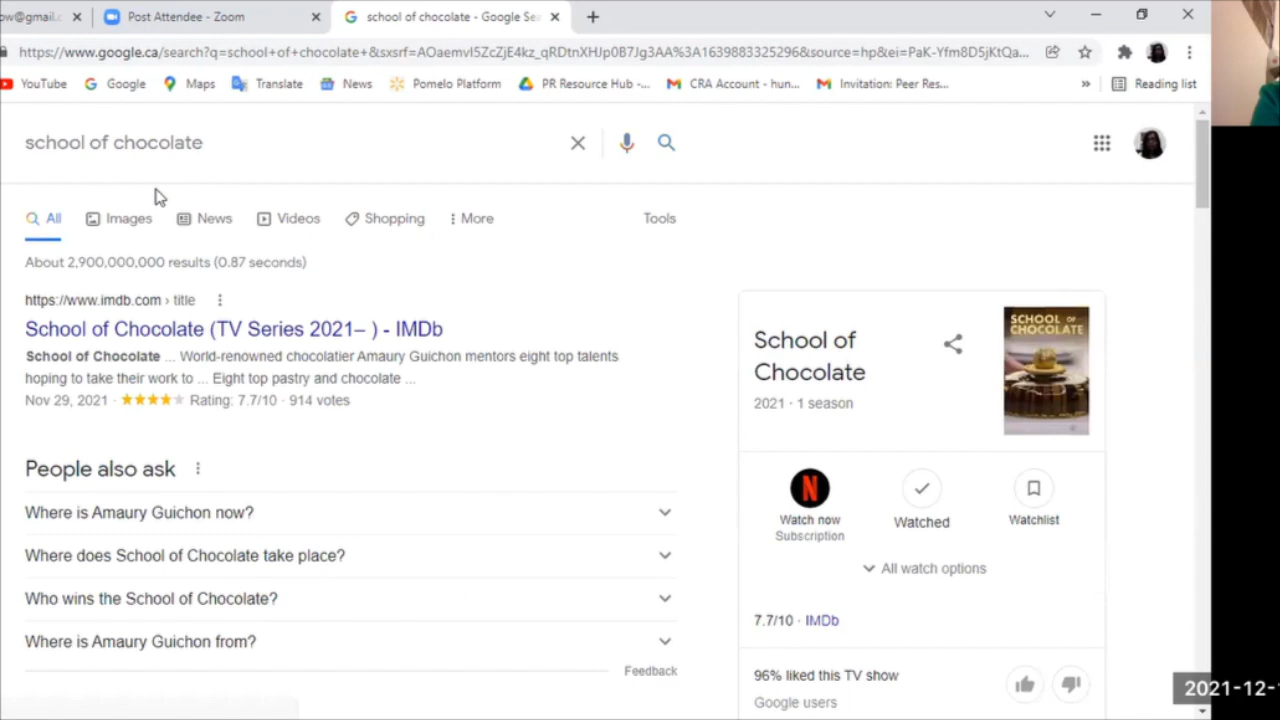 ow@gmail.c
Post Attendee - Zoom
school of chocolate - Google Sea
https://www.google.ca/search?q=school+of+chocolate+&sxsrf=AOaemvI5ZcZjE4kz_qRDtnXHJp0B7Jg3AA%3A1639883325296&source=hp&ei=PaK-Yfm8D5jKtQa...
YouTube
Google
Maps
Translate
News
Pomelo Platform
PR Resource Hub -...
CRA Account - hun...
Invitation: Peer Res...
»
Reading list
school of chocolate
All
Images
News
Videos
Shopping
More
Tools
About 2,900,000,000 results (0.87 seconds)
https://www.imdb.com › title
School of Chocolate (TV Series 2021– ) - IMDb
School of Chocolate ... World-renowned chocolatier Amaury Guichon mentors eight top talents
hoping to take their work to ... Eight top pastry and chocolate ...
Nov 29, 2021 · Rating: 7.7/10 · 914 votes
People also ask
Where is Amaury Guichon now?
Where does School of Chocolate take place?
Who wins the School of Chocolate?
Where is Amaury Guichon from?
Feedback
School of
Chocolate
2021 · 1 season
SCHOOL OF
CHOCOLATE
N
Watch now
Subscription
Watched
Watchlist
All watch options
7.7/10 · IMDb
96% liked this TV show
Google users
2021-12-